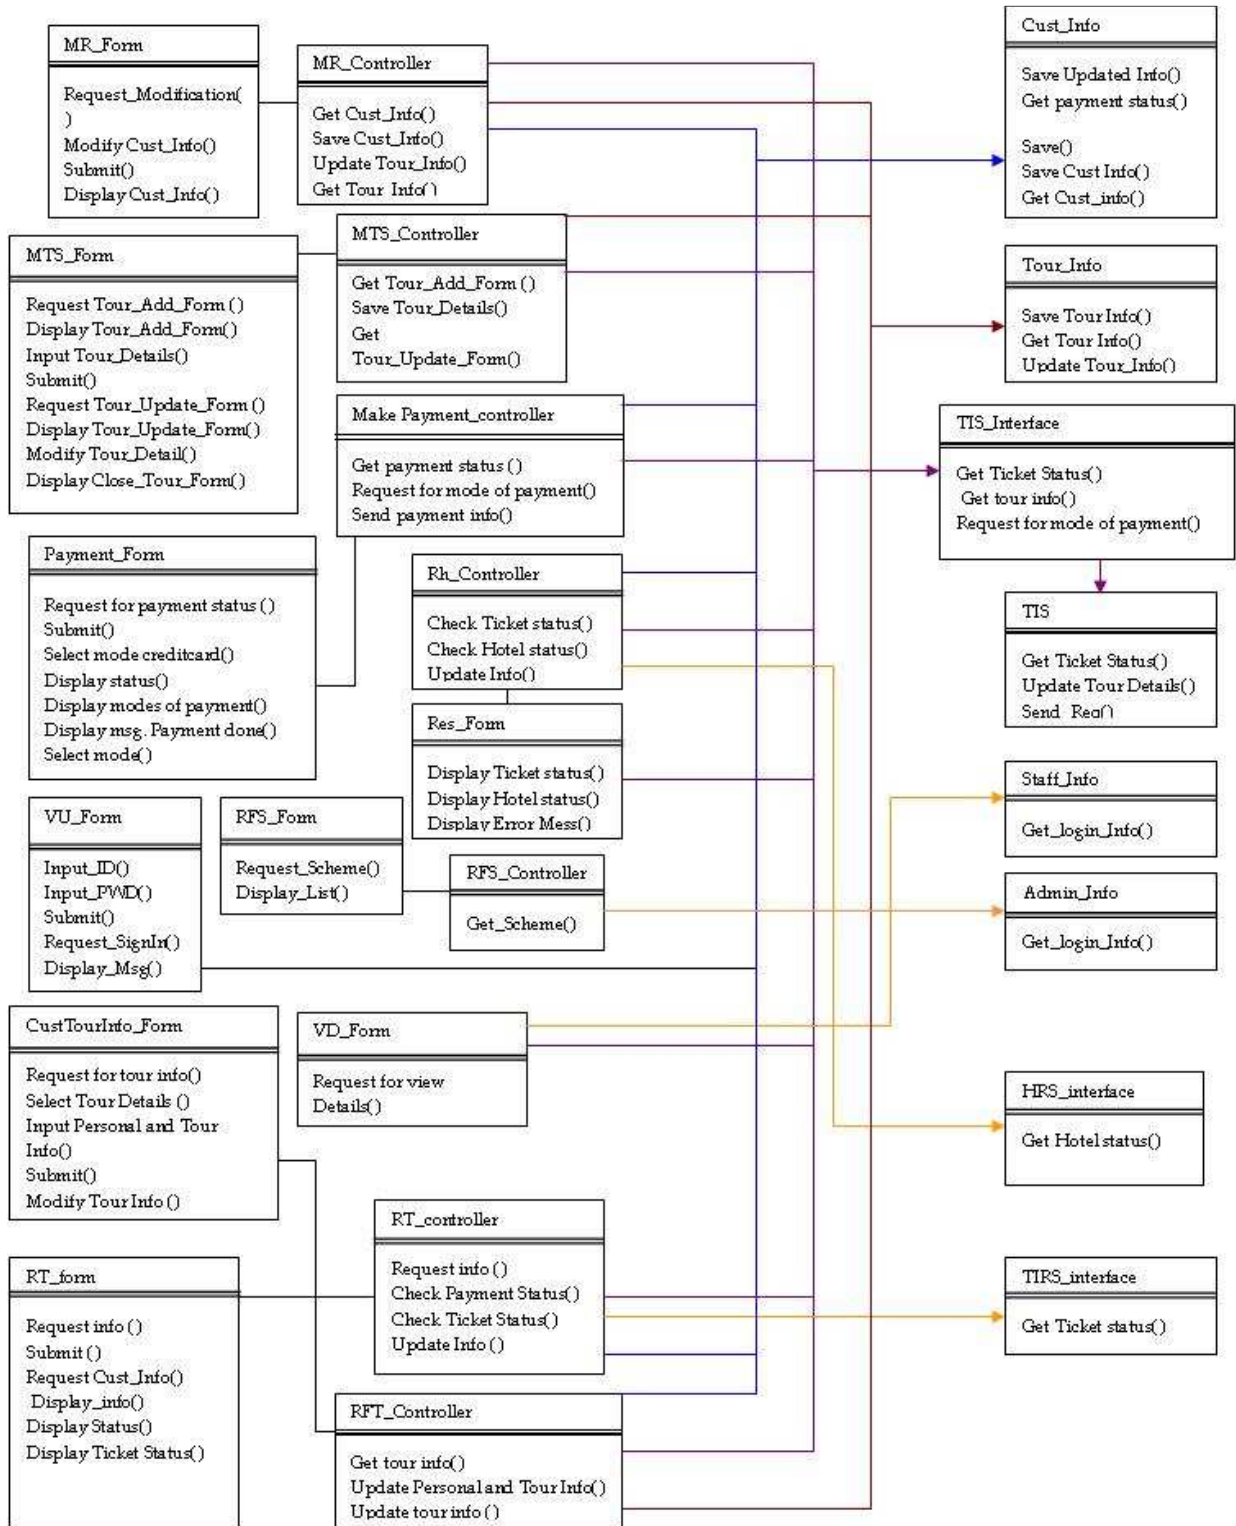 MR_Form
Request_Modification(
)
Modify Cust_Info()
Submit()
Display Cust_Info()
MR_Controller
Get Cust_Info()
Save Cust_Info()
Update Tour_Info()
Get Tour_Info()
Cust_Info
Save Updated Info()
Get payment status()
Save()
Save Cust Info()
Get Cust_info()
MTS_Form
Request Tour_Add_Form ()
Display Tour_Add_Form()
Input Tour_Details()
Submit()
Request Tour_Update_Form ()
Display Tour_Update_Form()
Modify Tour_Detail()
Display Close_Tour_Form()
MTS_Controller
Get Tour_Add_Form ()
Save Tour_Details()
Get
Tour_Update_Form()
Tour_Info
Save Tour Info()
Get Tour Info()
Update Tour_Info()
Make Payment_controller
Get payment status ()
Request for mode of payment()
Send payment info()
TIS_Interface
Get Ticket Status()
Get tour info()
Request for mode of payment()
Payment_Form
Request for payment status ()
Submit()
Select mode creditcard()
Display status()
Display modes of payment()
Display msg. Payment done()
Select mode()
Rh_Controller
Check Ticket status()
Check Hotel status()
Update Info()
TIS
Get Ticket Status()
Update Tour Details()
Send_Req()
Res_Form
Display Ticket status()
Display Hotel status()
Display Error Mess()
Staff_Info
Get_login_Info()
VU_Form
Input_ID()
Input_PWD()
Submit()
Request_SignIn()
Display_Msg()
RFS_Form
Request_Scheme()
Display_List()
RFS_Controller
Get_Scheme()
Admin_Info
Get_login_Info()
CustTourInfo_Form
Request for tour info()
Select Tour Details ()
Input Personal and Tour
Info()
Submit()
Modify Tour Info ()
VD_Form
Request for view
Details()
HRS_interface
Get Hotel status()
RT_controller
Request info ()
Check Payment Status()
Check Ticket Status()
Update Info ()
TIRS_interface
Get Ticket status()
RT_form
Request info ()
Submit ()
Request Cust_Info()
Display_info()
Display Status()
Display Ticket Status()
RFT_Controller
Get tour info()
Update Personal and Tour Info()
Update tour info ()